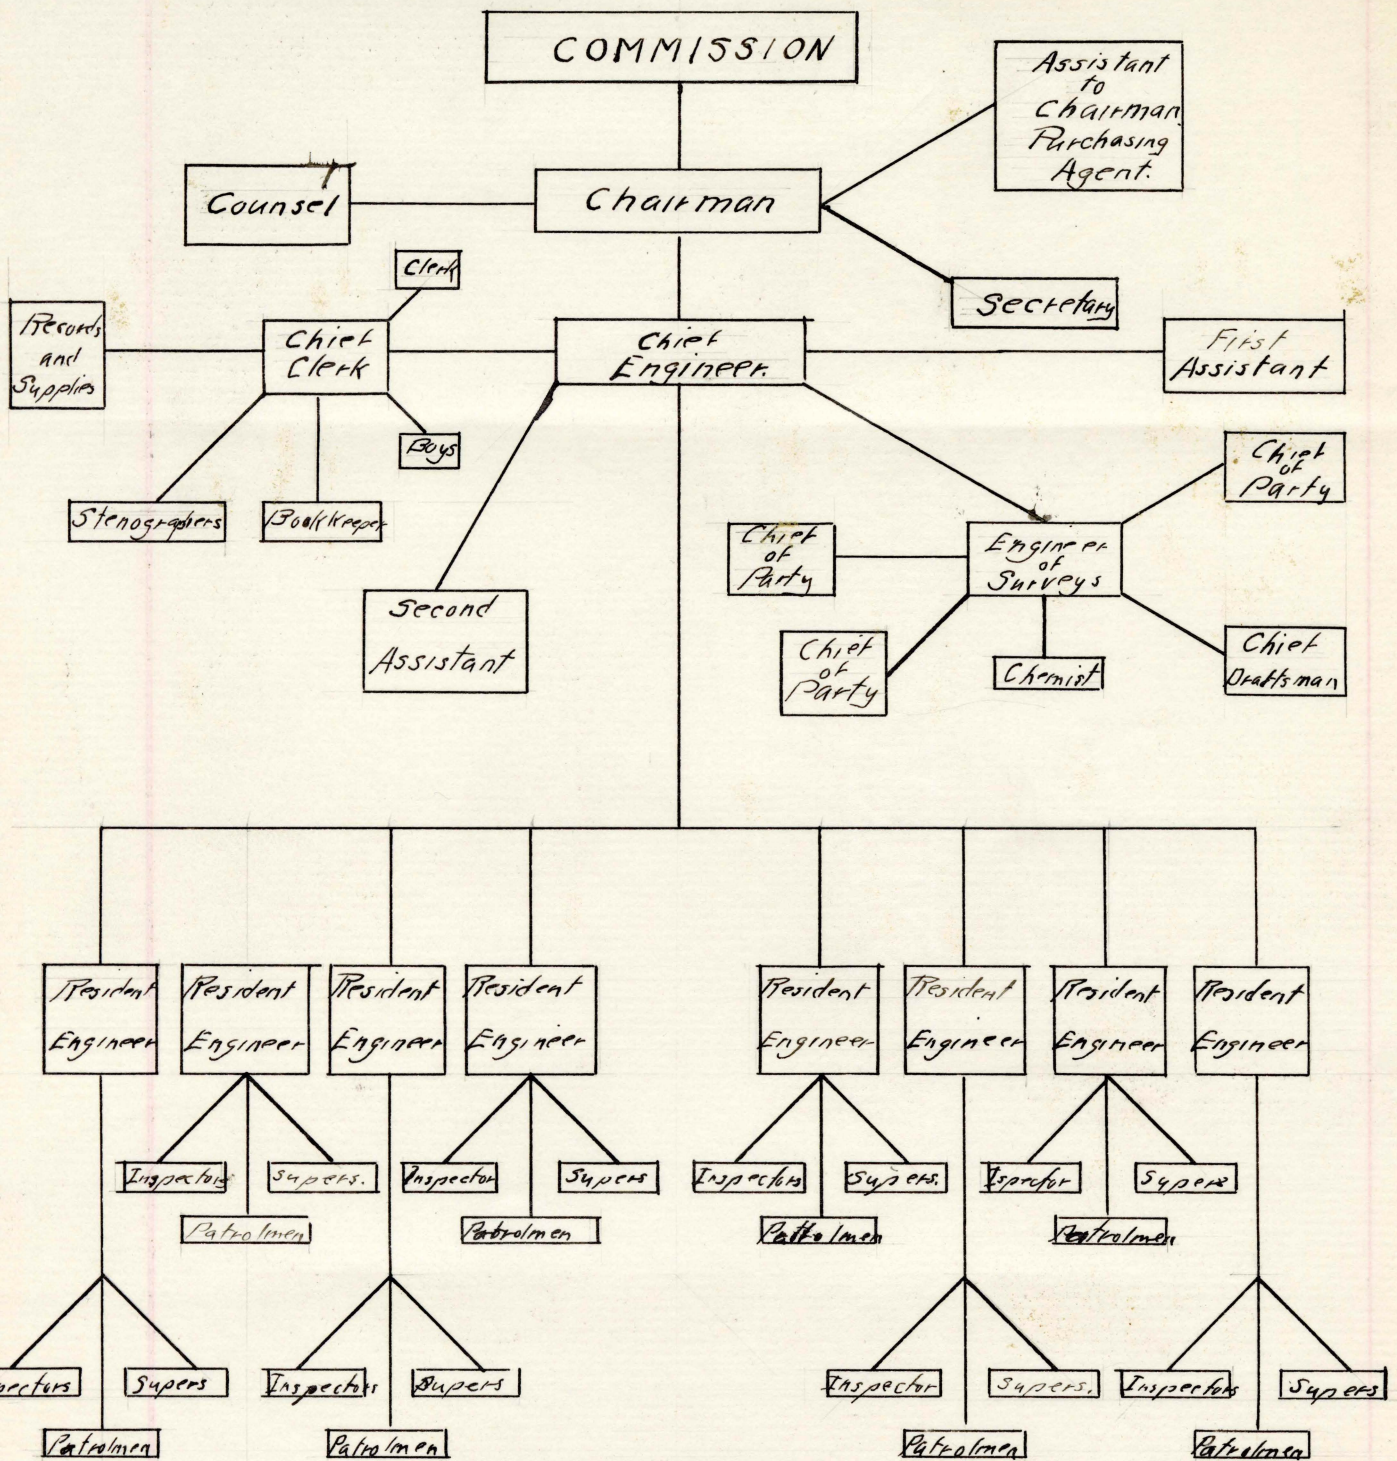 COMMISSION
Assistant
to
Chairman
Purchasing
Agent.
Counsel
Chairman
Clerk
Secretary
Records
and
Supplies
Chief
Clerk
Chief
Engineer.
First
Assistant
Boys
Stenographers
Bookkeeper
Chief
of
Party
Chief
of
Party
Engineer
of
Surveys
Second
Assistant
Chief
of
Party
Chemist
Chief
Draftsman
Resident
Engineer
Resident
Engineer
Resident
Engineer
Resident
Engineer
Resident
Engineer
Resident
Engineer
Resident
Engineer
Resident
Engineer
Inspectors
Supers.
Inspector
Supers
Inspectors
Supers.
Ispector
Supers
Patrolmen
Patrolmen
Patrolmen
Patrolmen
pectors
Supers
Inspectors
Supers
Inspector
Supers.
Inspectors
Supers
Patrolmen
Patrolmen
Patrolmen
Patrolmen